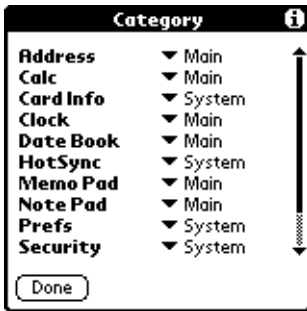 Category i
Address Main
Calc Main
Card Info System
Clock Main
Date Book Main
HotSync System
Memo Pad Main
Note Pad Main
Prefs System
Security System
Done